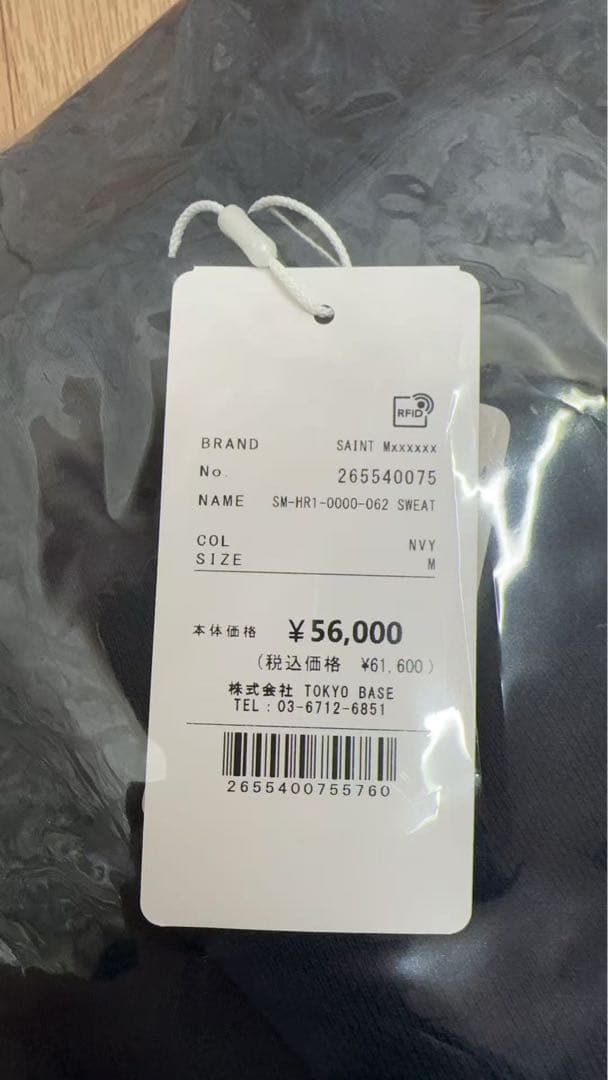 RFID
BRAND SAINT Mxxxxxx
No. 265540075
NAME SM-HR1-0000-062 SWEAT
COL NVY
SIZE M
本体価格 ¥56,000
(税込価格 ¥61,600)
株式会社 TOKYO BASE
TEL:03-6712-6851
2655400755760